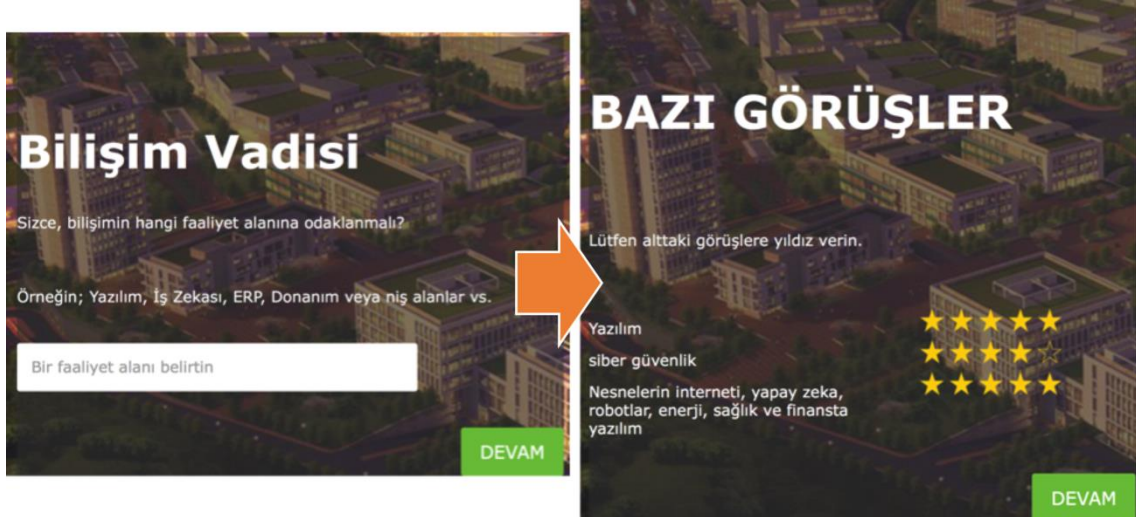 Bilişim Vadisi
Sizce, bilişimin hangi faaliyet alanına odaklanmalı?
Örneğin; Yazılım, İş Zekası, ERP, Donanım veya niş alanlar vs.
Bir faaliyet alanı belirtin
DEVAM
BAZI GÖRÜŞLER
Lütfen alttaki görüşlere yıldız verin.
Yazılım
siber güvenlik
Nesnelerin interneti, yapay zeka,
robotlar, enerji, sağlık ve finansta
yazılım
DEVAM